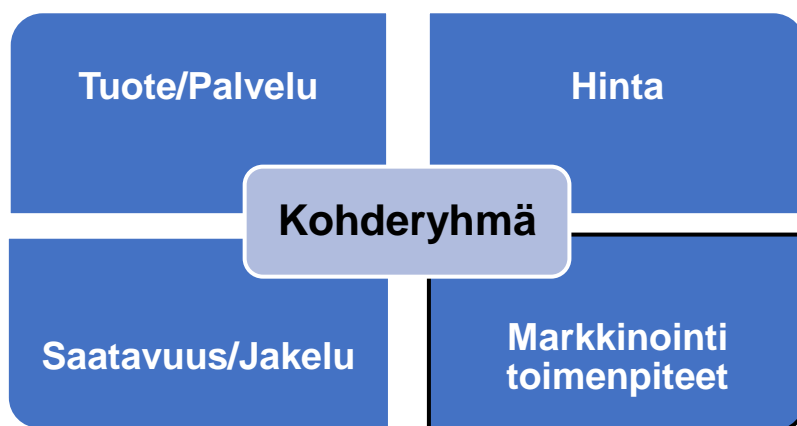 Tuote/Palvelu
Hinta
Kohderyhmä
Saatavuus/Jakelu
Markkinointi
toimenpiteet